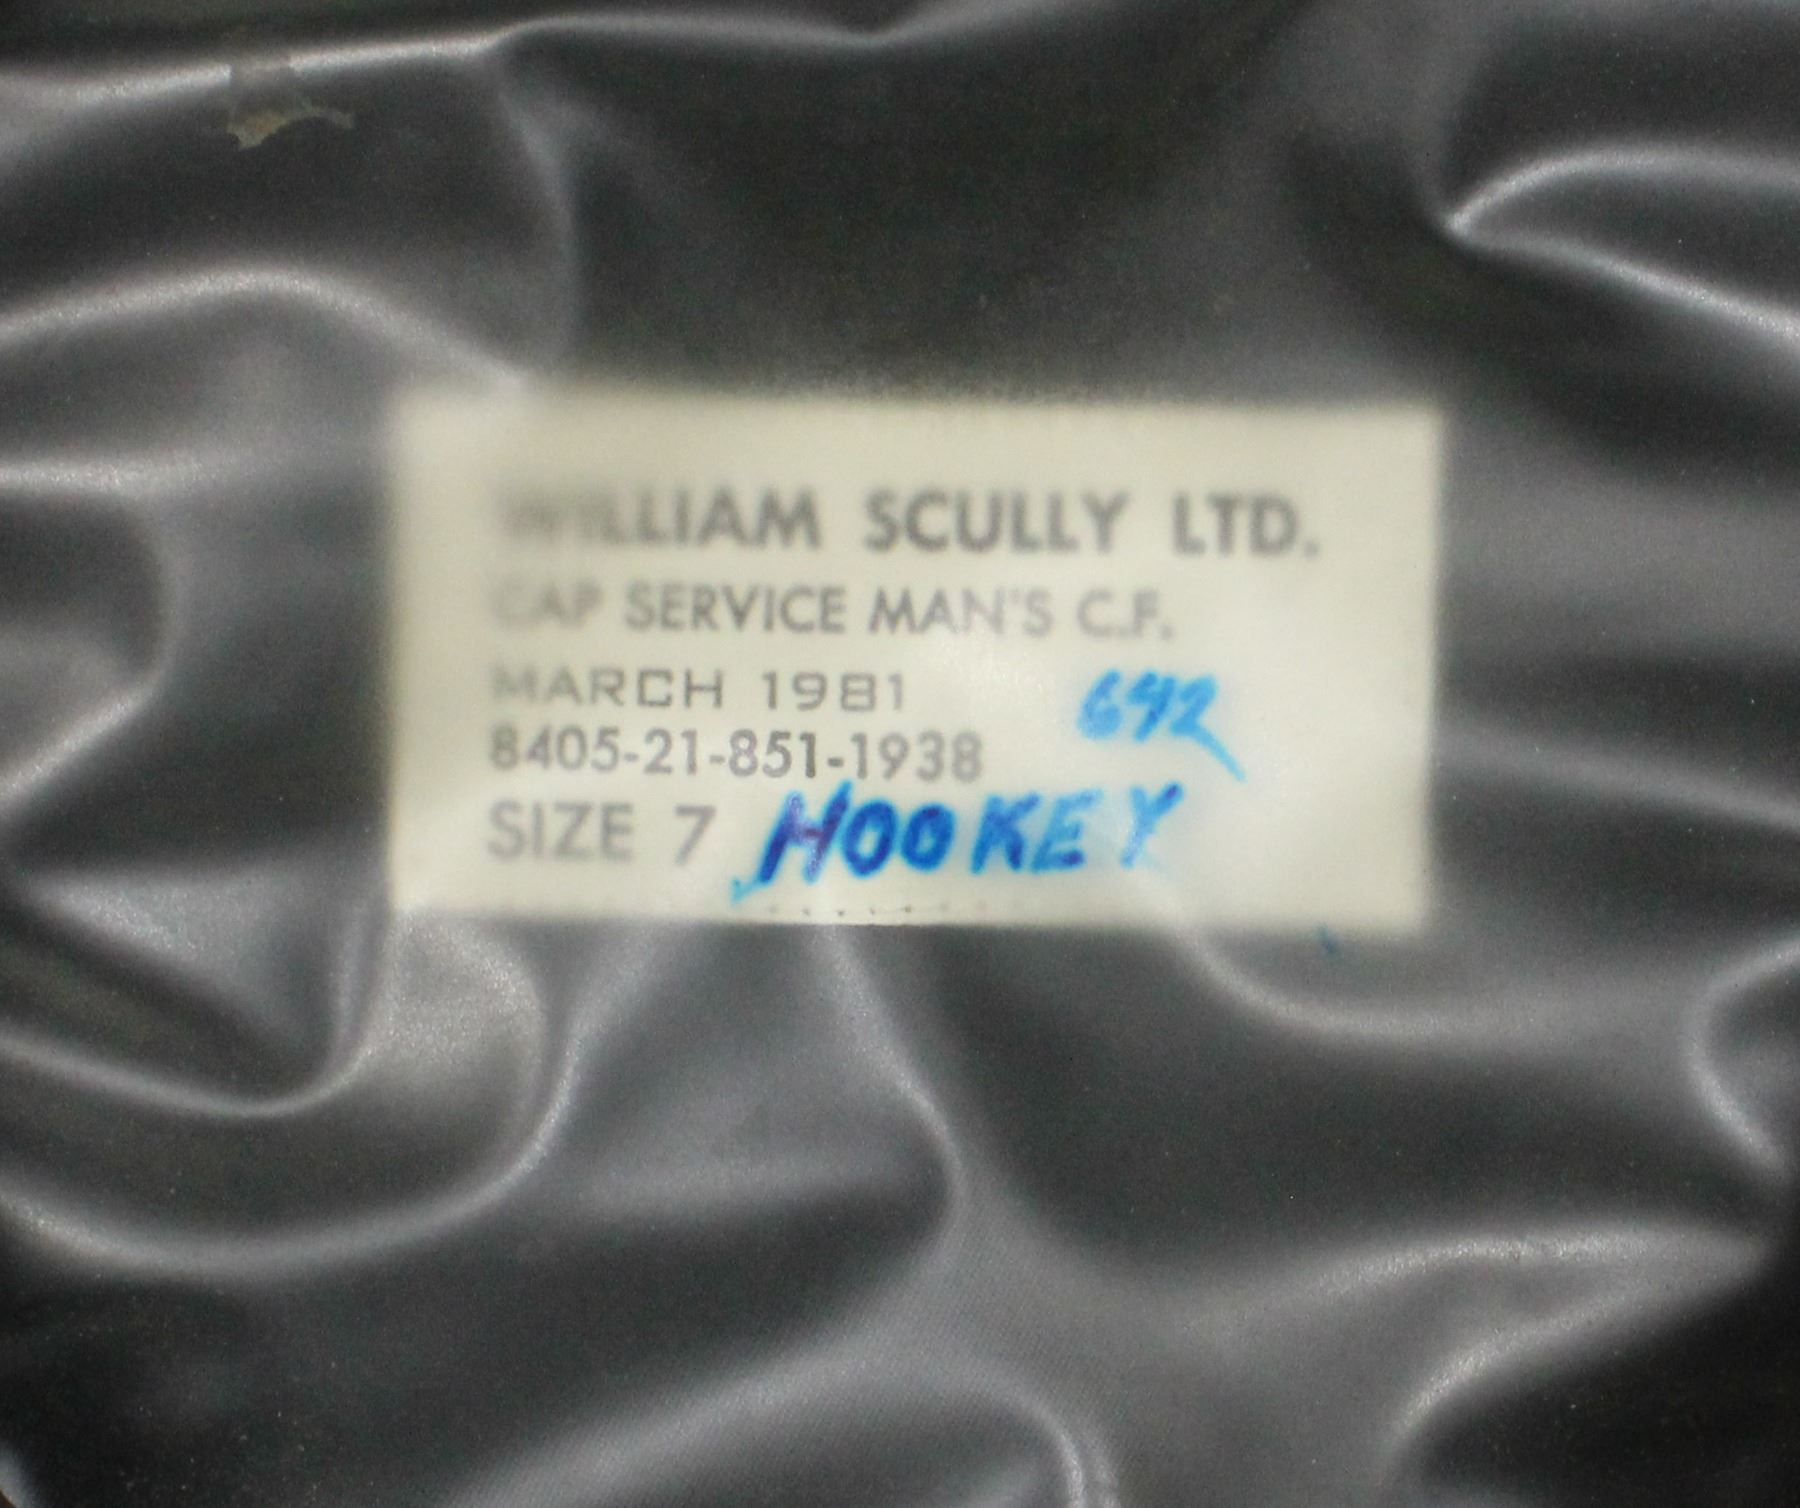 WILLIAM SCULLY LTD.
CAP SERVICE MAN'S C.F.
MARCH 1981
642
8405-21-851-1938
SIZE 7 HOOKEY